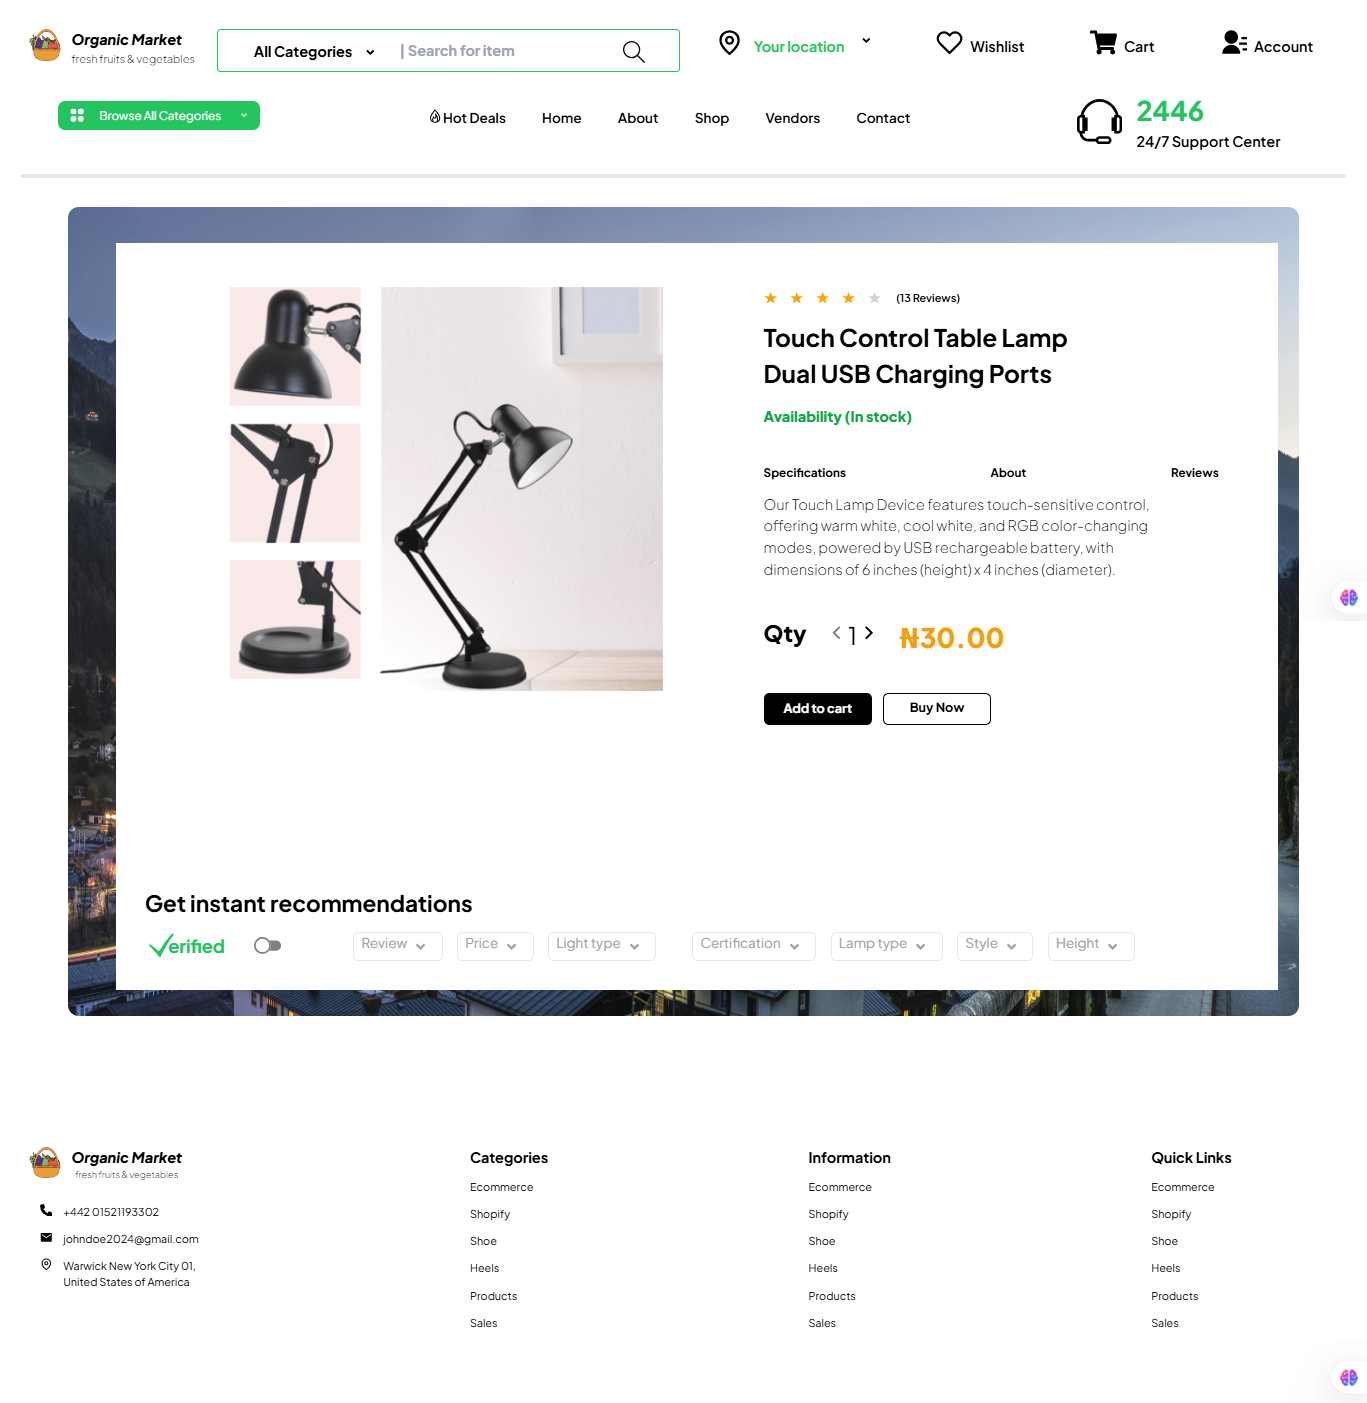 Organic Market
fresh fruits & vegetables
All Categories
| Search for item
Your location
Wishlist
Cart
Account
Browse All Categories
Hot Deals
Home
About
Shop
Vendors
Contact
2446
24/7 Support Center
(13 Reviews)
Touch Control Table Lamp
Dual USB Charging Ports
Availability (In stock)
Specifications
About
Reviews
Our Touch Lamp Device features touch-sensitive control,
offering warm white, cool white, and RGB color-changing
modes, powered by USB rechargeable battery, with
dimensions of 6 inches (height) x 4 inches (diameter).
Qty
1
₦30.00
Add to cart
Buy Now
Get instant recommendations
Verified
Review
Price
Light type
Certification
Lamp type
Style
Height
Organic Market
fresh fruits & vegetables
+442 01521193302
johndoe2024@gmail.com
Warwick New York City 01,
United States of America
Categories
Ecommerce
Shopify
Shoe
Heels
Products
Sales
Information
Ecommerce
Shopify
Shoe
Heels
Products
Sales
Quick Links
Ecommerce
Shopify
Shoe
Heels
Products
Sales